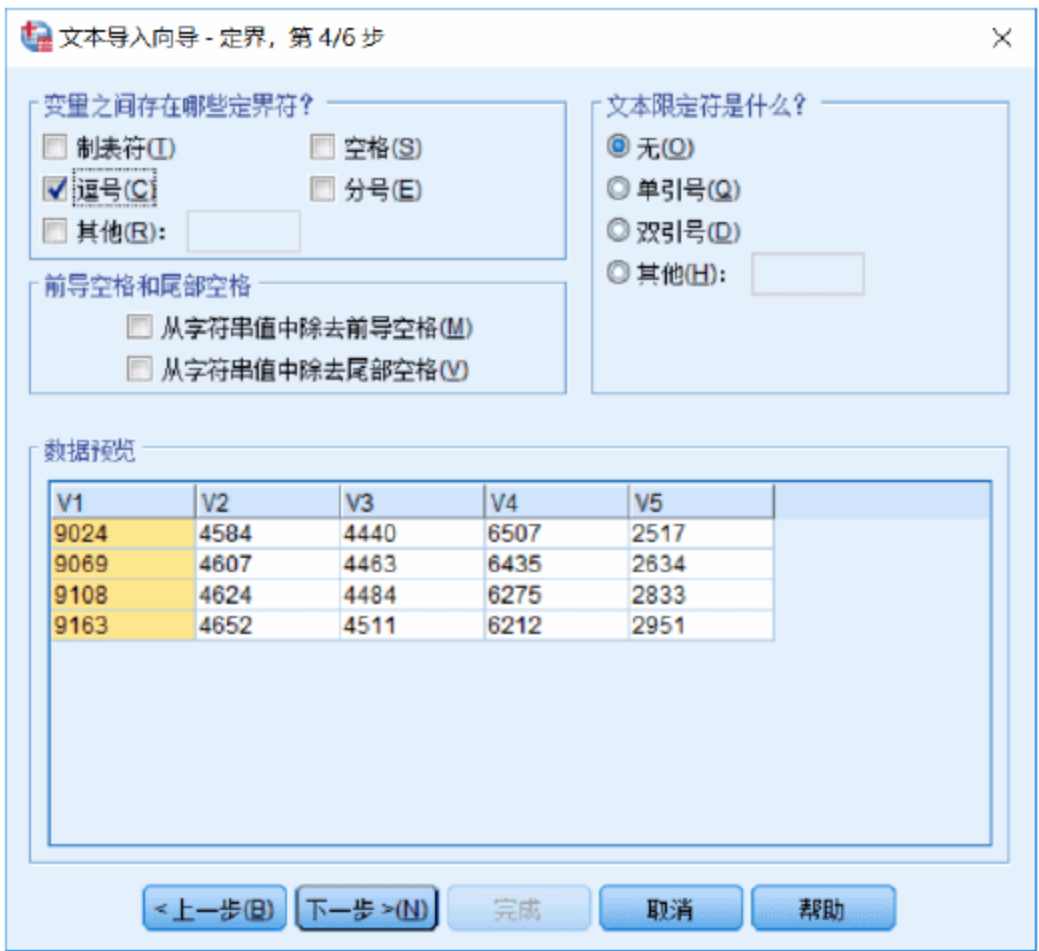 文本导入向导 - 定界，第 4/6 步
变量之间存在哪些定界符？
制表符(T) 空格(S)
逗号(C) 分号(E)
其他(R)：
前导空格和尾部空格
从字符串值中除去前导空格(M)
从字符串值中除去尾部空格(V)
文本限定符是什么？
无(O)
单引号(Q)
双引号(D)
其他(H)：
数据预览
V1 V2 V3 V4 V5
9024 4584 4440 6507 2517
9069 4607 4463 6435 2634
9108 4624 4484 6275 2833
9163 4652 4511 6212 2951
< 上一步(B) 下一步 >(N) 完成 取消 帮助